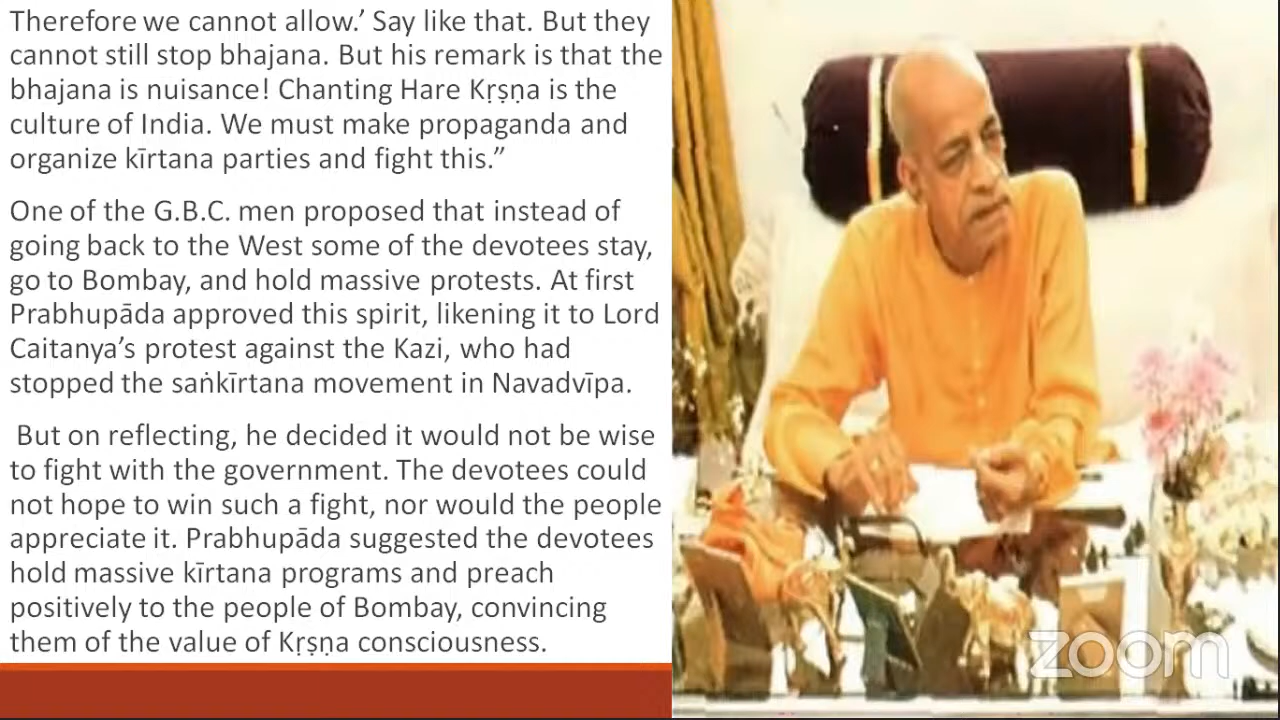 Therefore we cannot allow.’ Say like that. But they
cannot still stop bhajana. But his remark is that the
bhajana is nuisance! Chanting Hare Kṛṣṇa is the
culture of India. We must make propaganda and
organize kīrtana parties and fight this.”
One of the G.B.C. men proposed that instead of
going back to the West some of the devotees stay,
go to Bombay, and hold massive protests. At first
Prabhupāda approved this spirit, likening it to Lord
Caitanya’s protest against the Kazi, who had
stopped the saṅkīrtana movement in Navadvīpa.
But on reflecting, he decided it would not be wise
to fight with the government. The devotees could
not hope to win such a fight, nor would the people
appreciate it. Prabhupāda suggested the devotees
hold massive kīrtana programs and preach
positively to the people of Bombay, convincing
them of the value of Kṛṣṇa consciousness.
zoom